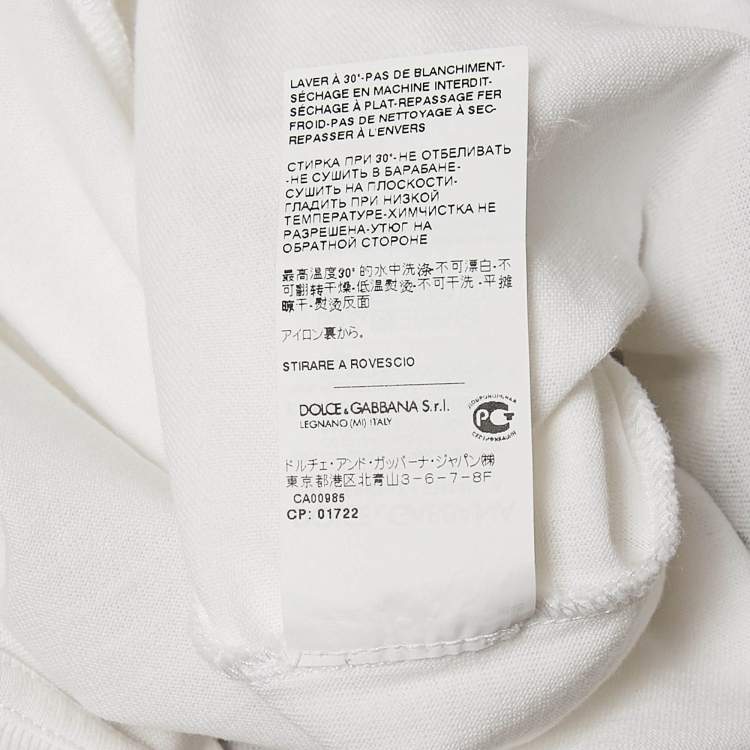 LAVER À 30°-PAS DE BLANCHIMENT-
SÉCHAGE EN MACHINE INTERDIT-
SÉCHAGE À PLAT-REPASSAGE FER
FROID-PAS DE NETTOYAGE À SEC-
REPASSER À L'ENVERS
СТИРКА ПРИ 30°-НЕ ОТБЕЛИВАТЬ
-НЕ СУШИТЬ В БАРАБАНЕ-
СУШИТЬ НА ПЛОСКОСТИ-
ГЛАДИТЬ ПРИ НИЗКОЙ
ТЕМПЕРАТУРЕ-ХИМЧИСТКА НЕ
РАЗРЕШЕНА-УТЮГ НА
ОБРАТНОЙ СТОРОНЕ
最高温度30°的水中洗涤-不可漂白-不
可翻转干燥-低温熨烫-不可干洗-平摊
晾干-熨烫反面
アイロン裏から。
STIRARE A ROVESCIO
DOLCE & GABBANA S.r.l.
LEGNANO (MI) ITALY
ДОБРОВОЛЬНАЯ
РСТ
СЕРТИФИКАЦИЯ
ドルチェ・アンド・ガッバーナ・ジャパン㈱
東京都港区北青山3-6-7-8F
CA00985
CP: 01722